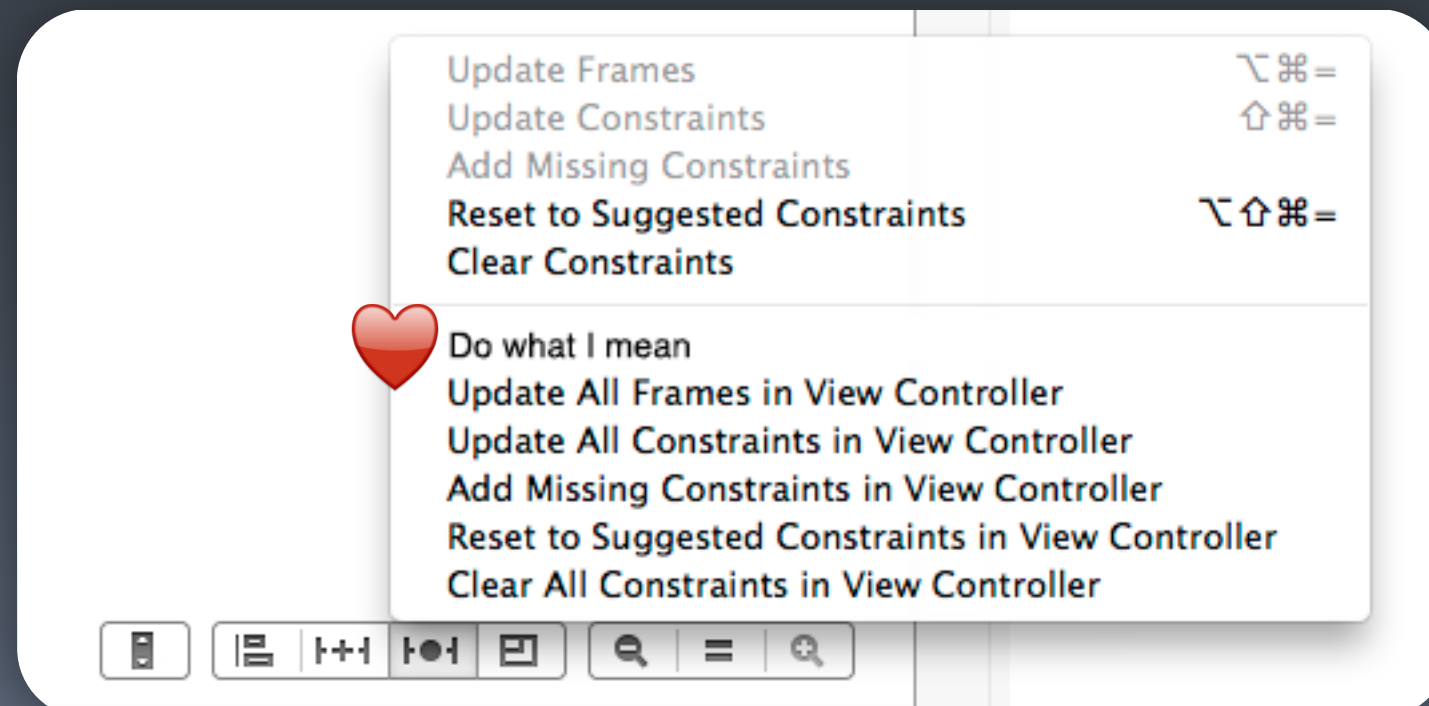 Update Frames ⌥⌘=
Update Constraints ⇧⌘=
Add Missing Constraints
Reset to Suggested Constraints ⌥⇧⌘=
Clear Constraints
Do what I mean
Update All Frames in View Controller
Update All Constraints in View Controller
Add Missing Constraints in View Controller
Reset to Suggested Constraints in View Controller
Clear All Constraints in View Controller